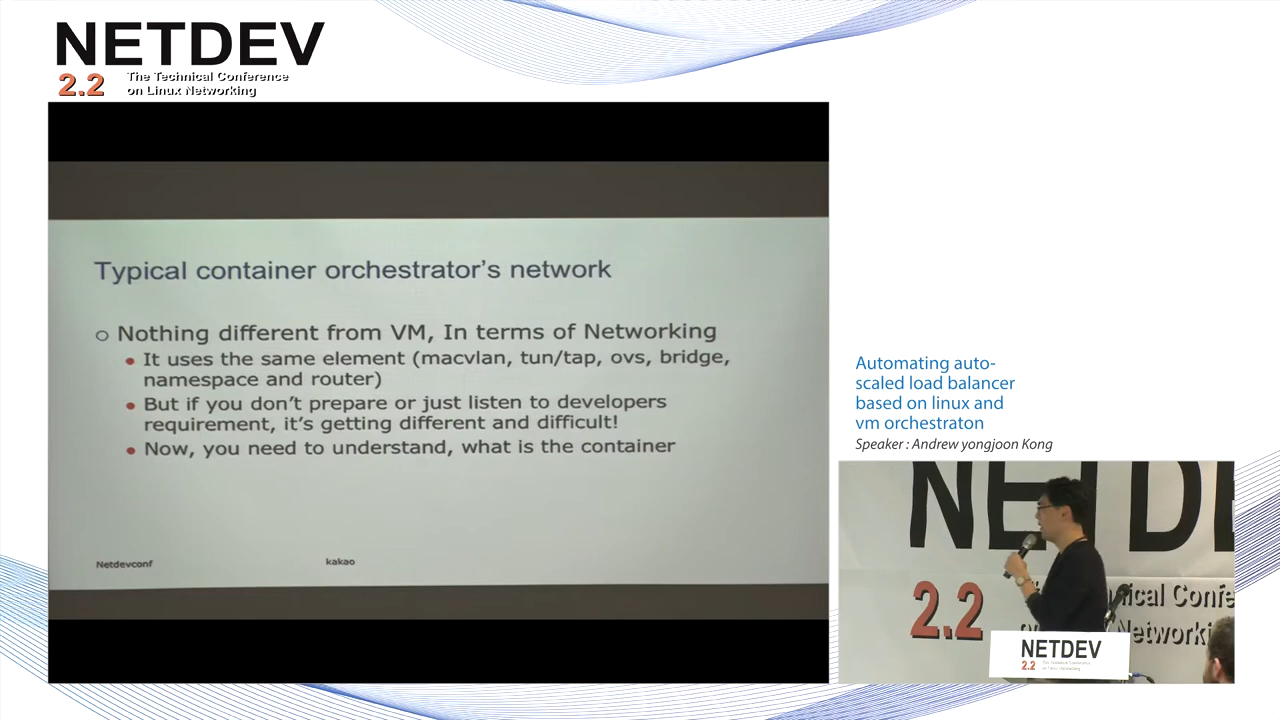 NETDEV
2.2 The Technical Conference
on Linux Networking
Typical container orchestrator's network
Nothing different from VM, In terms of Networking
It uses the same element (macvlan, tun/tap, ovs, bridge,
namespace and router)
But if you don't prepare or just listen to developers
requirement, it's getting different and difficult!
Now, you need to understand, what is the container
Netdevconf kakao
Automating auto-
scaled load balancer
based on linux and
vm orchestraton
Speaker : Andrew yongjoon Kong
NETDE
2.2
nical Confe
Networki
NETDEV
2.2